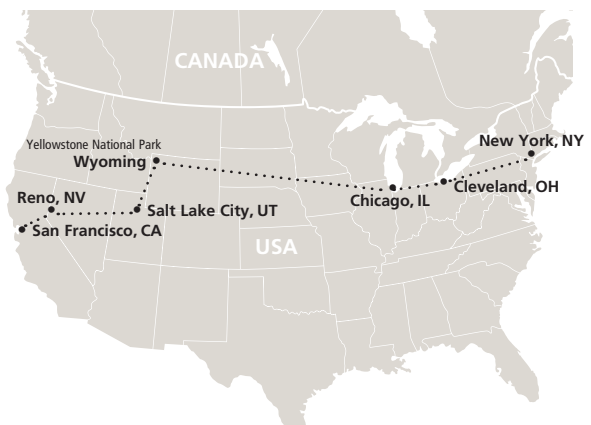 CANADA
New York, NY
Yellowstone National Park
Wyoming
Cleveland, OH
Reno, NV
Chicago, IL
Salt Lake City, UT
San Francisco, CA
USA